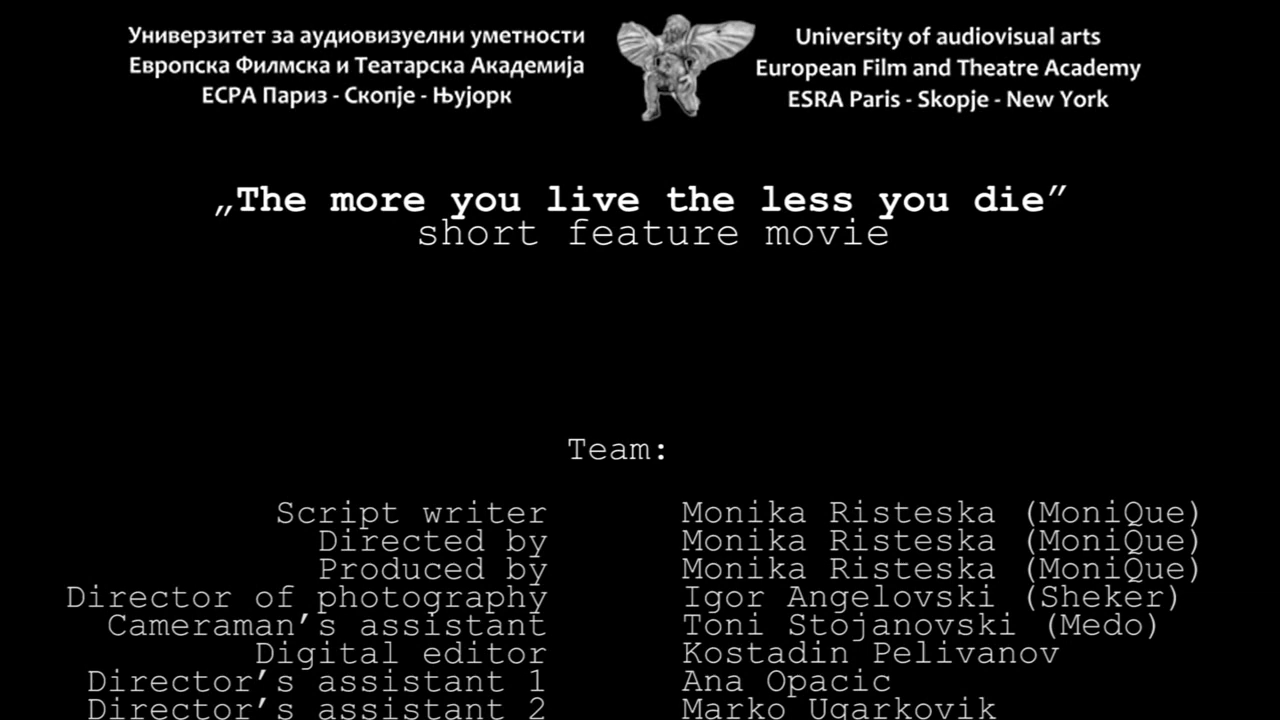 Универзитет за аудиовизуелни уметности
Европска Филмска и Театарска Академија
ЕСРА Париз - Скопје - Њујорк
University of audiovisual arts
European Film and Theatre Academy
ESRA Paris - Skopje - New York
„The more you live the less you die”
short feature movie
Team:
Script writer Monika Risteska (MoniQue)
Directed by Monika Risteska (MoniQue)
Produced by Monika Risteska (MoniQue)
Director of photography Igor Angelovski (Sheker)
Cameraman’s assistant Toni Stojanovski (Medo)
Digital editor Kostadin Pelivanov
Director’s assistant 1 Ana Opacic
Director’s assistant 2 Marko Ugarkovik